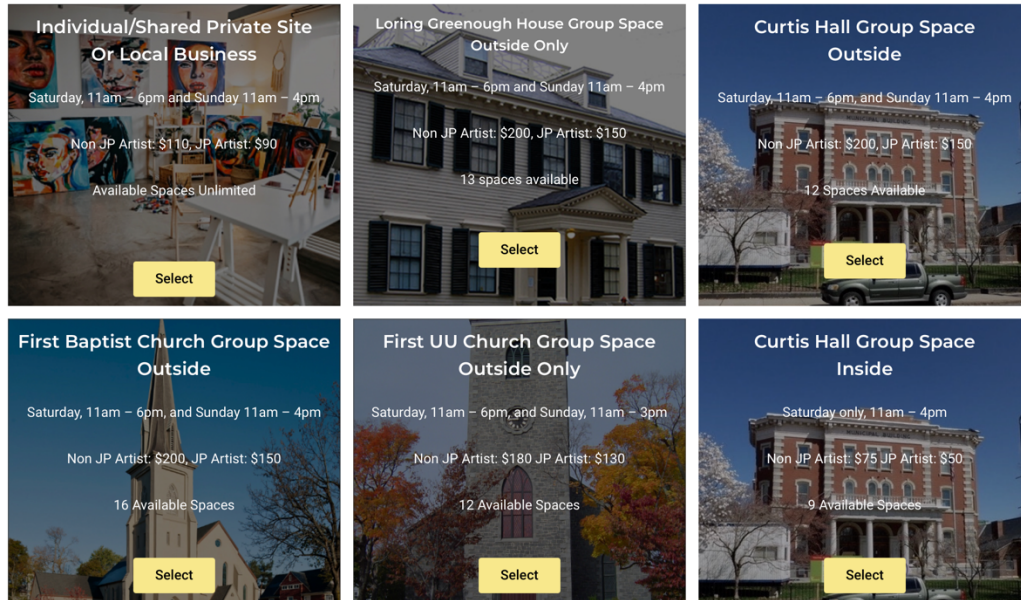 Individual/Shared Private Site
Or Local Business
Saturday, 11am – 6pm and Sunday 11am – 4pm
Non JP Artist: $110, JP Artist: $90
Available Spaces Unlimited
Select
Loring Greenough House Group Space
Outside Only
Saturday, 11am – 6pm and Sunday 11am – 4pm
Non JP Artist: $200, JP Artist: $150
13 spaces available
Select
Curtis Hall Group Space
Outside
Saturday, 11am – 6pm, and Sunday 11am – 4pm
Non JP Artist: $200, JP Artist: $150
12 Spaces Available
Select
First Baptist Church Group Space
Outside
Saturday, 11am – 6pm, and Sunday 11am – 4pm
Non JP Artist: $200, JP Artist: $150
16 Available Spaces
Select
First UU Church Group Space
Outside Only
Saturday, 11am – 6pm, and Sunday, 11am – 3pm
Non JP Artist: $180 JP Artist: $130
12 Available Spaces
Select
Curtis Hall Group Space
Inside
Saturday only, 11am – 4pm
Non JP Artist: $75 JP Artist: $50
9 Available Spaces
Select